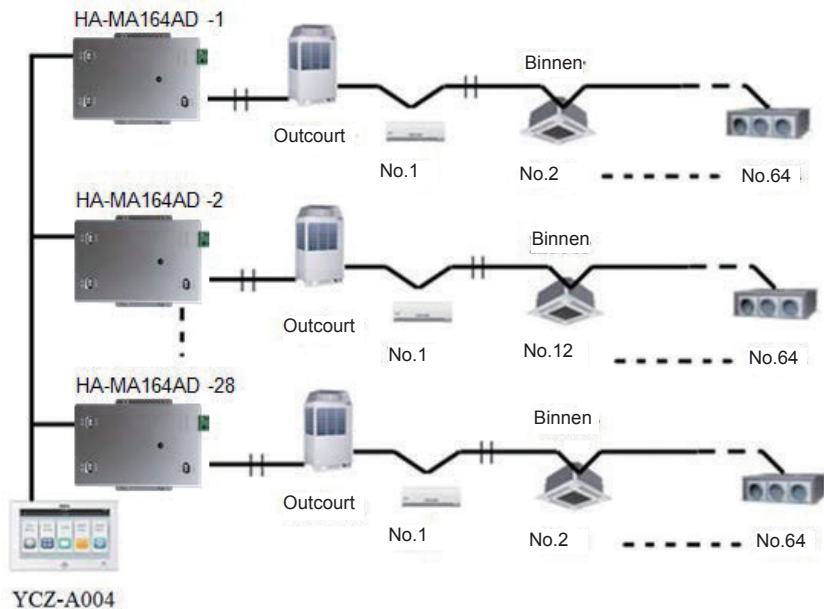 HA-MA164AD -1
Binnen
Outcourt
No.1
No.2
No.64
HA-MA164AD -2
Binnen
Outcourt
No.1
No.12
No.64
HA-MA164AD -28
Binnen
Outcourt
No.1
No.2
No.64
YCZ-A004